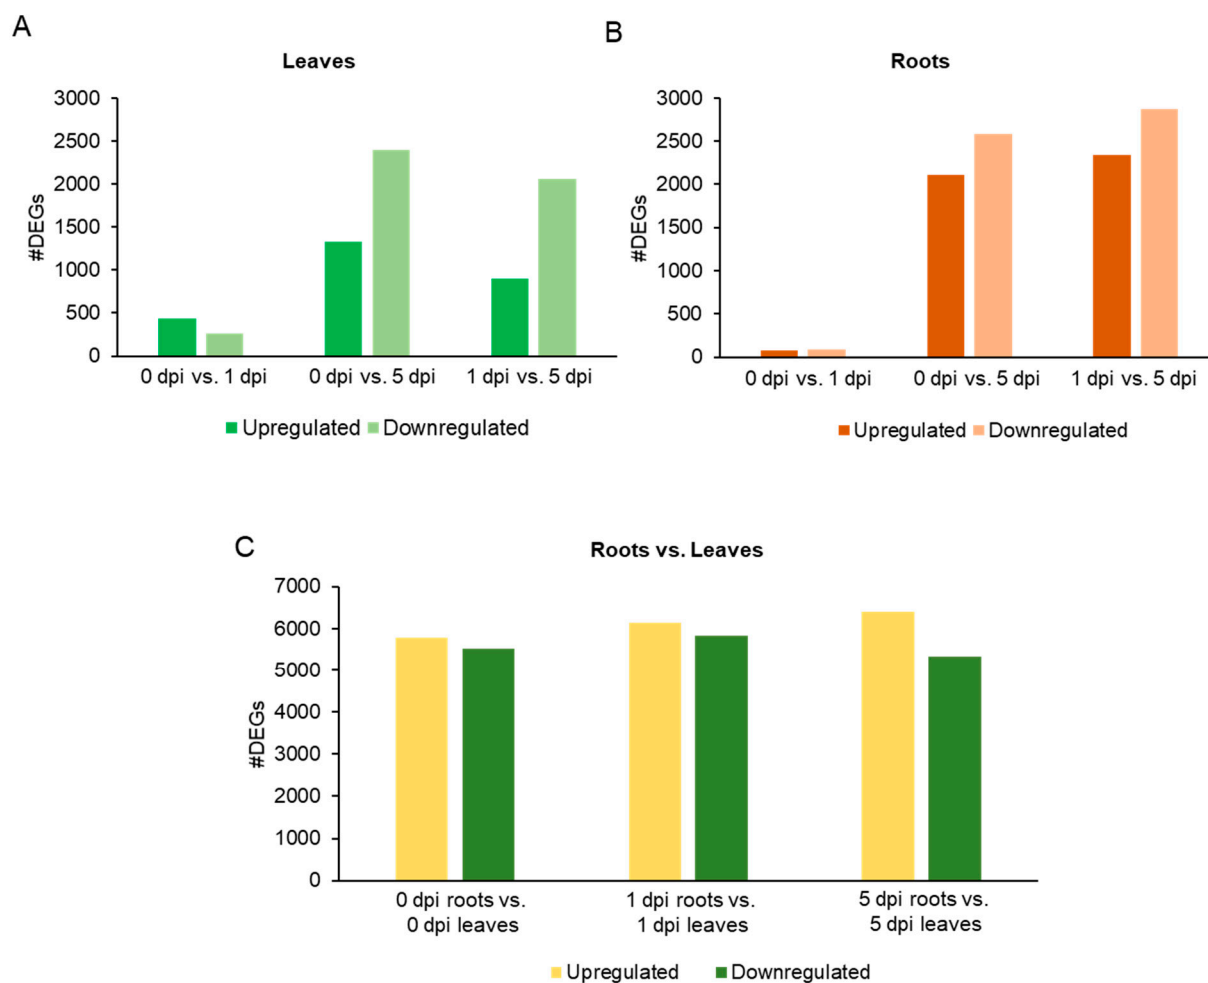 A
Leaves
#DEGs
3000
2500
2000
1500
1000
500
0
0 dpi vs. 1 dpi
0 dpi vs. 5 dpi
1 dpi vs. 5 dpi
Upregulated
Downregulated
B
Roots
#DEGs
3000
2500
2000
1500
1000
500
0
0 dpi vs. 1 dpi
0 dpi vs. 5 dpi
1 dpi vs. 5 dpi
Upregulated
Downregulated
C
Roots vs. Leaves
#DEGs
7000
6000
5000
4000
3000
2000
1000
0
0 dpi roots vs.
0 dpi leaves
1 dpi roots vs.
1 dpi leaves
5 dpi roots vs.
5 dpi leaves
Upregulated
Downregulated